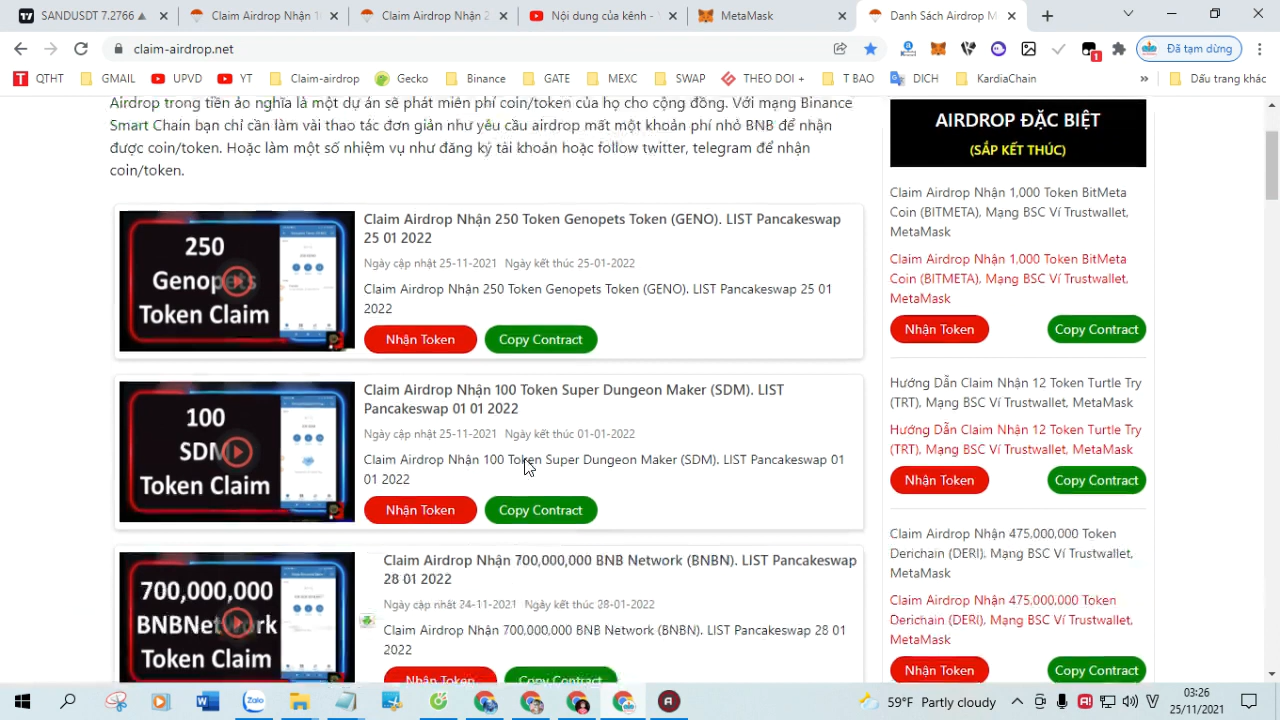 SANDUSDT 7.2766 ▲
Claim Airdrop Nhận 1
Claim Airdrop Nhận 2
Nội dung của kênh -
MetaMask
Danh Sách Airdrop M
claim-airdrop.net
1
Đã tạm dừng
QTHT
GMAIL
UPVD
YT
Claim-airdrop
Gecko
Binance
GATE
MEXC
SWAP
THEO DOI +
T BAO
DICH
KardiaChain
»
Dấu trang khác
Airdrop trong tiền ảo nghĩa là một dự án sẽ phát miễn phí coin/token của họ cho cộng đồng. Với mạng Binance
Smart Chain bạn chỉ cần làm vài thao tác đơn giản như yêu cầu airdrop mất một khoản phí nhỏ BNB để nhận
được coin/token. Hoặc làm một số nhiệm vụ như đăng ký tài khoản hoặc follow twitter, telegram để nhận
coin/token.
250
Genopets
Token Claim
Claim Airdrop Nhận 250 Token Genopets Token (GENO). LIST Pancakeswap
25 01 2022
Ngày cập nhật 25-11-2021 Ngày kết thúc 25-01-2022
Claim Airdrop Nhận 250 Token Genopets Token (GENO). LIST Pancakeswap 25 01
2022
Nhận Token
Copy Contract
100
SDM
Token Claim
Claim Airdrop Nhận 100 Token Super Dungeon Maker (SDM). LIST
Pancakeswap 01 01 2022
Ngày cập nhật 25-11-2021 Ngày kết thúc 01-01-2022
Claim Airdrop Nhận 100 Token Super Dungeon Maker (SDM). LIST Pancakeswap 01
01 2022
Nhận Token
Copy Contract
700,000,000
BNBNetwork
Token Claim
Claim Airdrop Nhận 700,000,000 BNB Network (BNBN). LIST Pancakeswap
28 01 2022
Ngày cập nhật 24-11-2021 Ngày kết thúc 28-01-2022
Claim Airdrop Nhận 700,000,000 BNB Network (BNBN). LIST Pancakeswap 28 01
2022
Nhận Token
Copy Contract
AIRDROP ĐẶC BIỆT
(SẮP KẾT THÚC)
Claim Airdrop Nhận 1,000 Token BitMeta
Coin (BITMETA), Mạng BSC Ví Trustwallet,
MetaMask
Claim Airdrop Nhận 1,000 Token BitMeta
Coin (BITMETA), Mạng BSC Ví Trustwallet,
MetaMask
Nhận Token
Copy Contract
Hướng Dẫn Claim Nhận 12 Token Turtle Try
(TRT), Mạng BSC Ví Trustwallet, MetaMask
Hướng Dẫn Claim Nhận 12 Token Turtle Try
(TRT), Mạng BSC Ví Trustwallet, MetaMask
Nhận Token
Copy Contract
Claim Airdrop Nhận 475,000,000 Token
Derichain (DERI). Mạng BSC Ví Trustwallet,
MetaMask
Claim Airdrop Nhận 475,000,000 Token
Derichain (DERI), Mạng BSC Ví Trustwallet,
MetaMask
Nhận Token
Copy Contract
Zalo
59°F Partly cloudy
03:26
25/11/2021